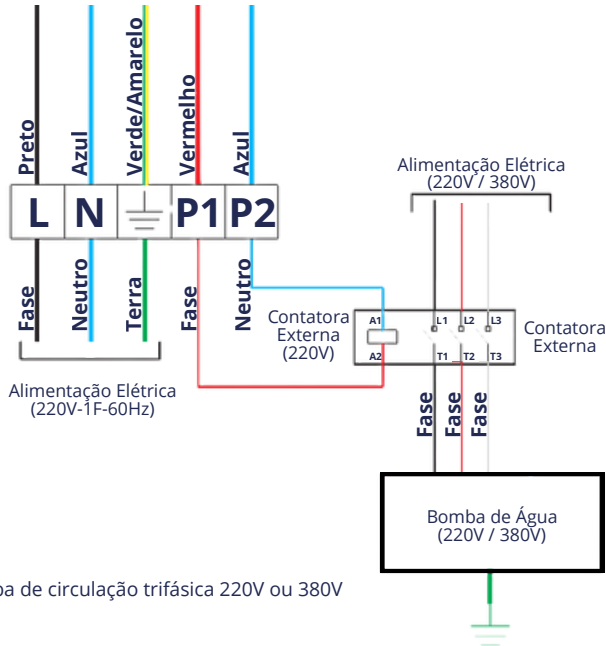 Preto
Azul
Verde/Amarelo
Vermelho
Azul
L N P1 P2
Fase
Neutro
Terra
Fase
Neutro
Alimentação Elétrica
(220V-1F-60Hz)
Alimentação Elétrica
(220V / 380V)
Contatora
Externa
(220V)
A1
A2
L1 L2 L3
T1 T2 T3
Contatora
Externa
Fase
Fase
Fase
Bomba de Água
(220V / 380V)
de circulação trifásica 220V ou 380V